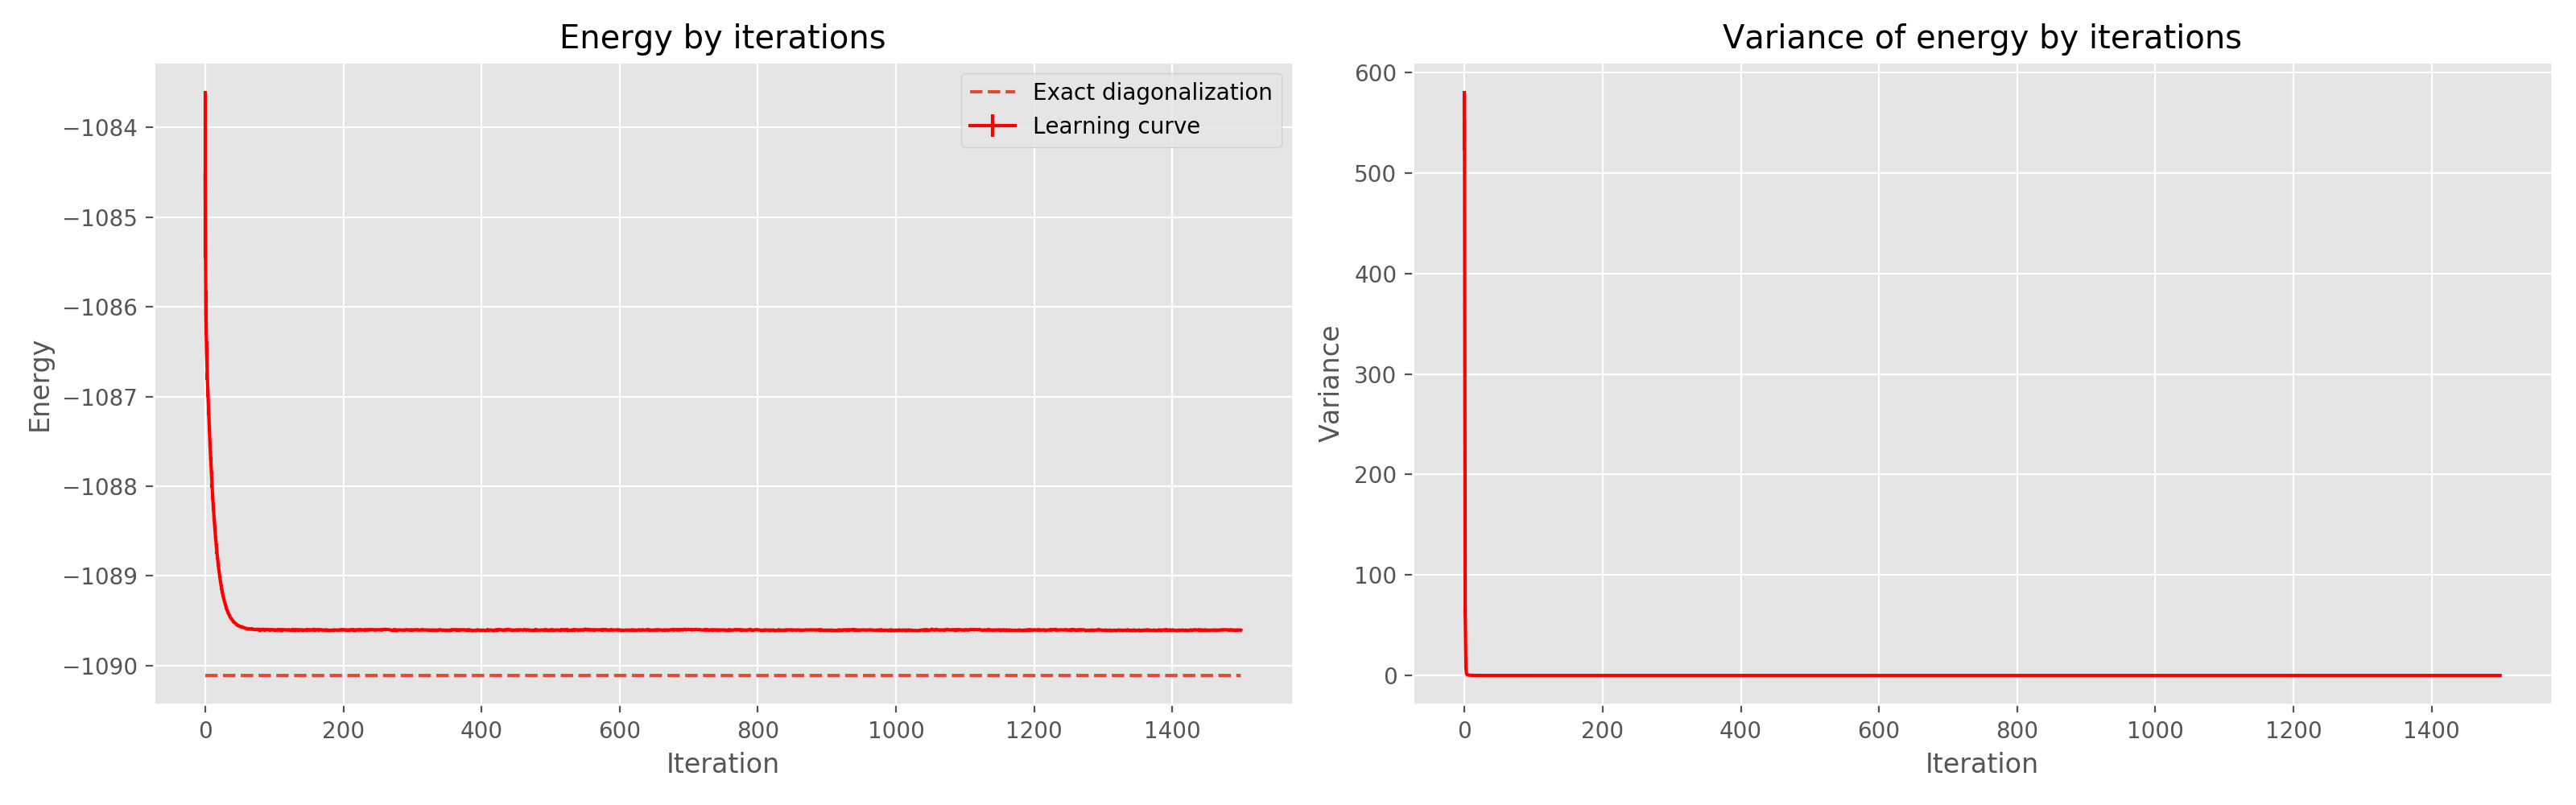 Energy by iterations
Exact diagonalization
Learning curve
−1084
−1085
−1086
−1087
−1088
−1089
−1090
Energy
0 200 400 600 800 1000 1200 1400
Iteration
Variance of energy by iterations
600
500
400
300
200
100
0
Variance
0 200 400 600 800 1000 1200 1400
Iteration